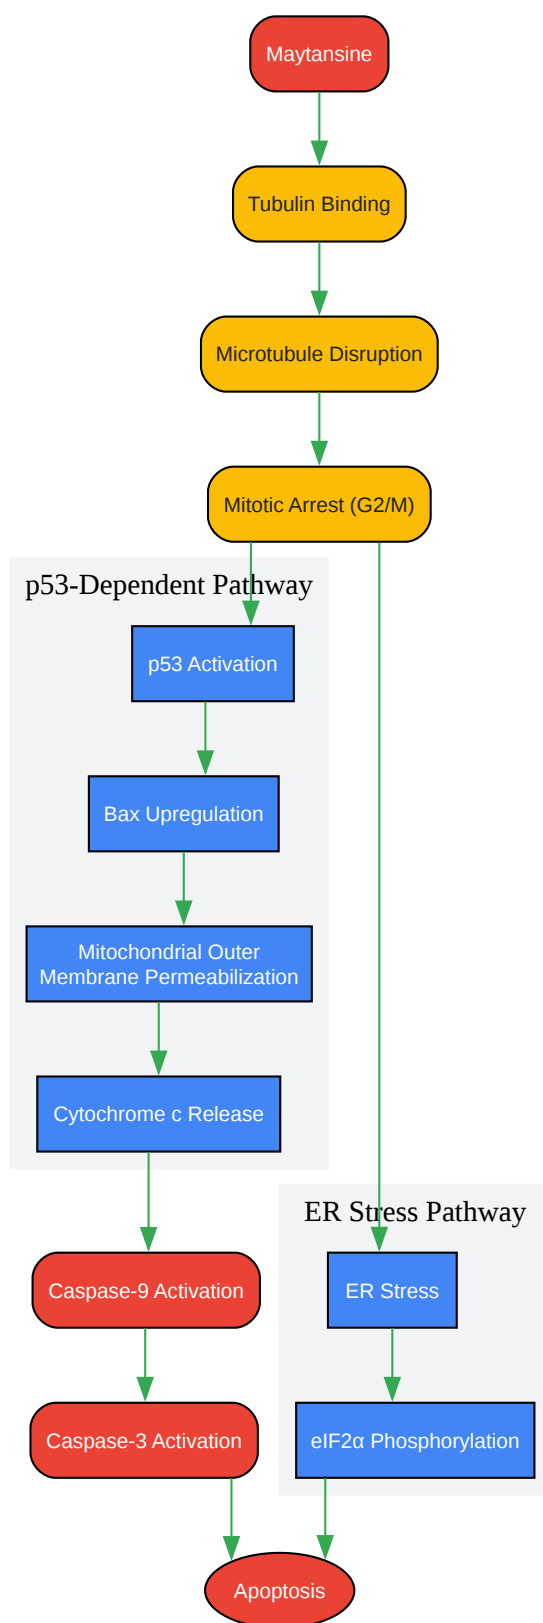 Maytansine
Tubulin Binding
Microtubule Disruption
Mitotic Arrest (G2/M)
p53-Dependent Pathway
p53 Activation
Bax Upregulation
Mitochondrial Outer
Membrane Permeabilization
Cytochrome c Release
ER Stress Pathway
Caspase-9 Activation
ER Stress
Caspase-3 Activation
eIF2α Phosphorylation
Apoptosis